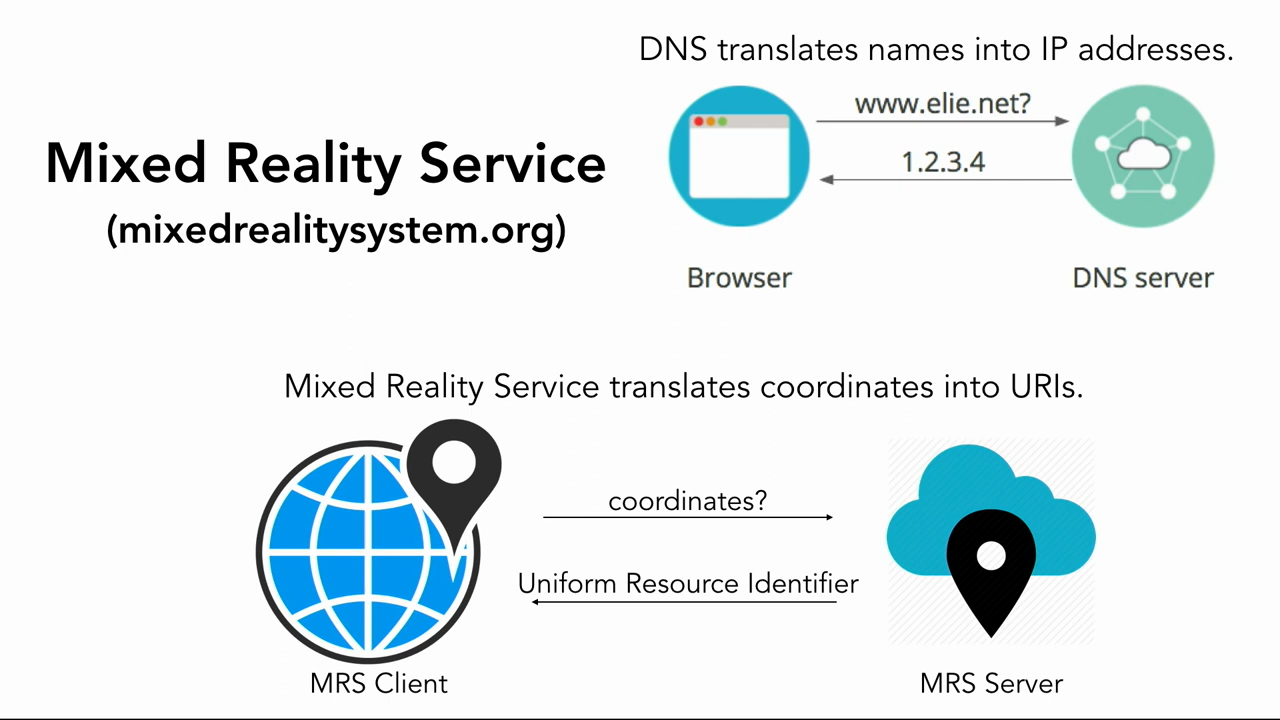 DNS translates names into IP addresses.
www.elie.net?
1.2.3.4
Browser
DNS server
Mixed Reality Service
(mixedrealitysystem.org)
Mixed Reality Service translates coordinates into URIs.
coordinates?
Uniform Resource Identifier
MRS Client
MRS Server